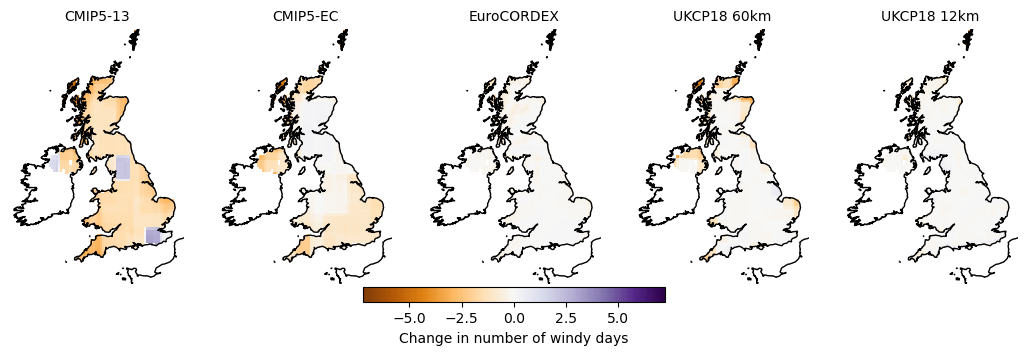 CMIP5-13 CMIP5-EC EuroCORDEX UKCP18 60km UKCP18 12km
−5.0 −2.5 0.0 2.5 5.0
Change in number of windy days